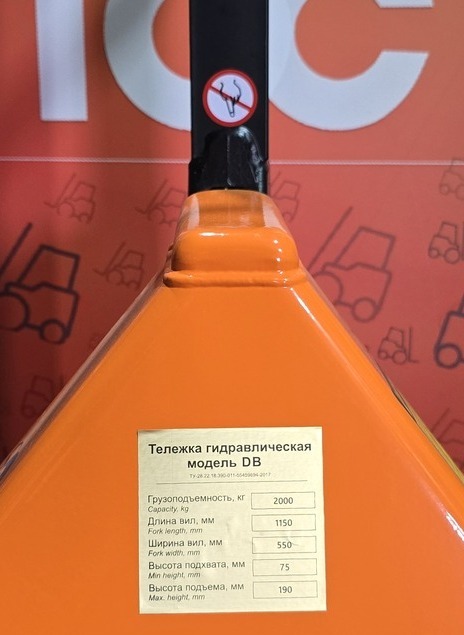 Тележка гидравлическая
модель DB
Грузоподъемность, кг 2000
Capacity, kg
Длина вил, мм 1150
Fork length, mm
Ширина вил, мм 550
Fork width, mm
Высота подхвата, мм 75
Min height, mm
Высота подъема, мм 190
Max. height, mm